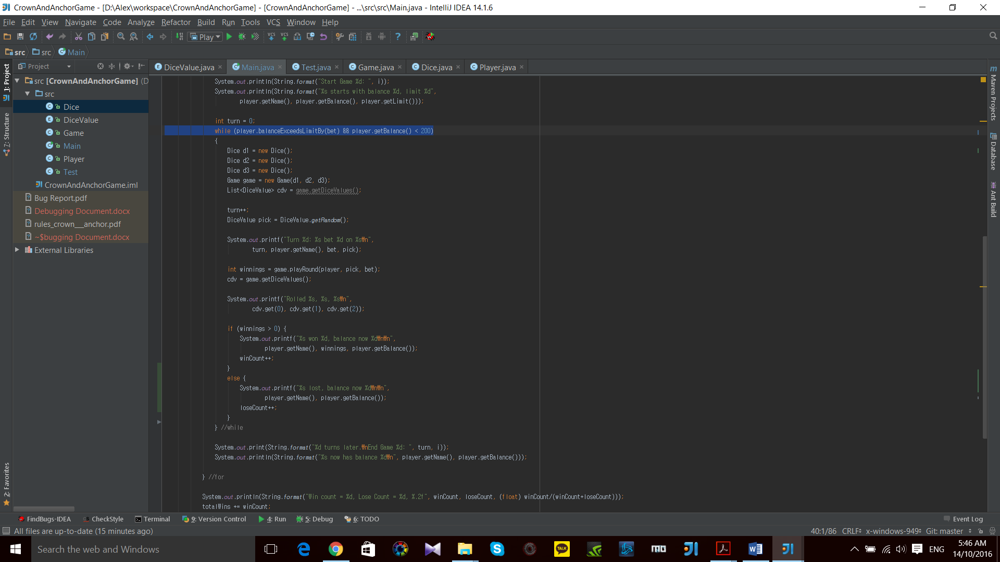 CrownAndAnchorGame - [D:\Alex\workspace\CrownAndAnchorGame] - [CrownAndAnchorGame] - ...\src\src\Main.java - IntelliJ IDEA 14.1.6
File Edit View Navigate Code Analyze Refactor Build Run Tools VCS Window Help
Play
src src Main
Project
DiceValue.java Main.java Test.java Game.java Dice.java Player.java
1: Project
7: Structure
2: Favorites
src [CrownAndAnchorGame] (D
src
Dice
DiceValue
Game
Main
Player
Test
CrownAndAnchorGame.iml
Bug Report.pdf
Debugging Document.docx
rules_crown__anchor.pdf
~$bugging Document.docx
External Libraries
System.out.println(String.format("Start Game %d: ", i));
System.out.println(String.format("%s starts with balance %d, limit %d",
player.getName(), player.getBalance(), player.getLimit()));
int turn = 0;
while (player.balanceExceedsLimitBy(bet) && player.getBalance() < 200)
{
Dice d1 = new Dice();
Dice d2 = new Dice();
Dice d3 = new Dice();
Game game = new Game(d1, d2, d3);
List<DiceValue> cdv = game.getDiceValues();
turn++;
DiceValue pick = DiceValue.getRandom();
System.out.printf("Turn %d: %s bet %d on %s₩n",
turn, player.getName(), bet, pick);
int winnings = game.playRound(player, pick, bet);
cdv = game.getDiceValues();
System.out.printf("Rolled %s, %s, %s₩n",
cdv.get(0), cdv.get(1), cdv.get(2));
if (winnings > 0) {
System.out.printf("%s won %d, balance now %d₩n₩n",
player.getName(), winnings, player.getBalance());
winCount++;
}
else {
System.out.printf("%s lost, balance now %d₩n₩n",
player.getName(), player.getBalance());
loseCount++;
}
} //while
System.out.print(String.format("%d turns later.₩nEnd Game %d: ", turn, i));
System.out.println(String.format("%s now has balance %d₩n", player.getName(), player.getBalance()));
} //for
System.out.println(String.format("Win count = %d, Lose Count = %d, %.2f", winCount, loseCount, (float) winCount/(winCount+loseCount)));
totalWins += winCount;
m Maven Projects
Database
Ant Build
FindBugs-IDEA CheckStyle Terminal 9: Version Control 4: Run 5: Debug 6: TODO Event Log
All files are up-to-date (15 minutes ago) 40:1/86 CRLF x-windows-949 Git: master
Search the web and Windows
TALK
ENG
5:46 AM
14/10/2016